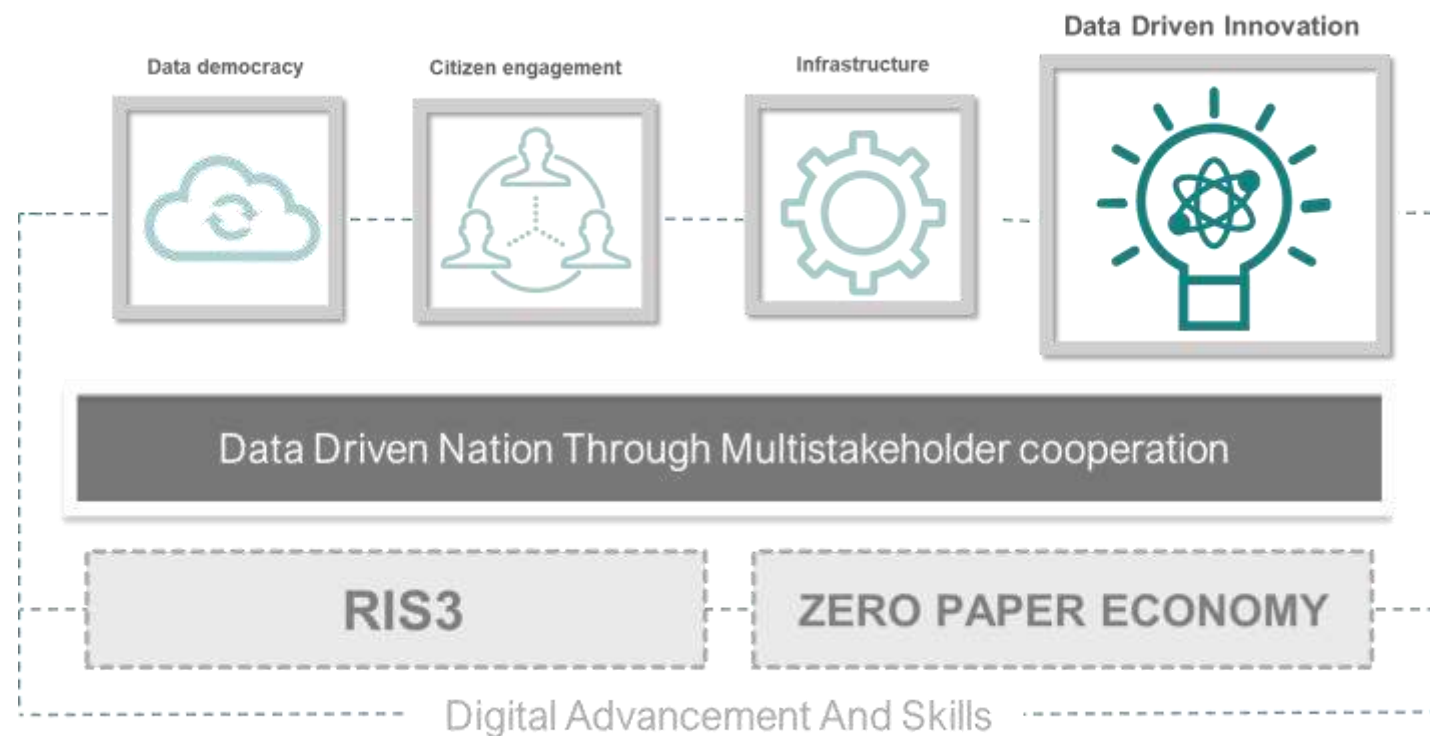 Data Driven Innovation
Data democracy
Citizen engagement
Infrastructure
Data Driven Nation Through Multistakeholder cooperation
RIS3
ZERO PAPER ECONOMY
Digital Advancement And Skills